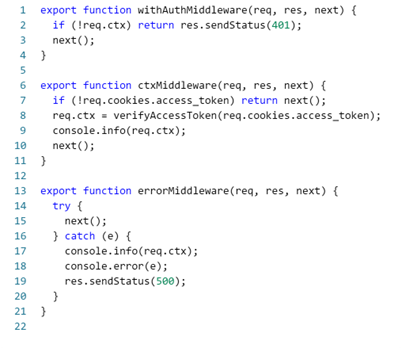 1 export function withAuthMiddleware(req, res, next) {
2   if (!req.ctx) return res.sendStatus(401);
3   next();
4 }
5
6 export function ctxMiddleware(req, res, next) {
7   if (!req.cookies.access_token) return next();
8   req.ctx = verifyAccessToken(req.cookies.access_token);
9   console.info(req.ctx);
10   next();
11 }
12
13 export function errorMiddleware(req, res, next) {
14   try {
15     next();
16   } catch (e) {
17     console.info(req.ctx);
18     console.error(e);
19     res.sendStatus(500);
20   }
21 }
22